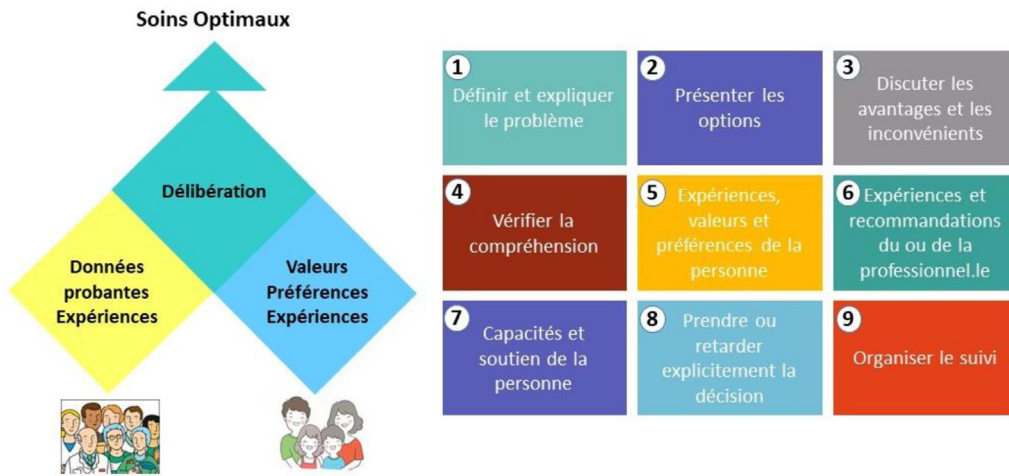 Soins Optimaux
Délibération
Données
probantes
Expériences
Valeurs
Préférences
Expériences
1
Définir et expliquer
le problème
2
Présenter les
options
3
Discuter les
avantages et les
inconvénients
4
Vérifier la
compréhension
5
Expériences,
valeurs et
préférences de la
personne
6
Expériences et
recommandations
du ou de la
professionnel.le
7
Capacités et
soutien de la
personne
8
Prendre ou
retarder
explicitement la
décision
9
Organiser le suivi